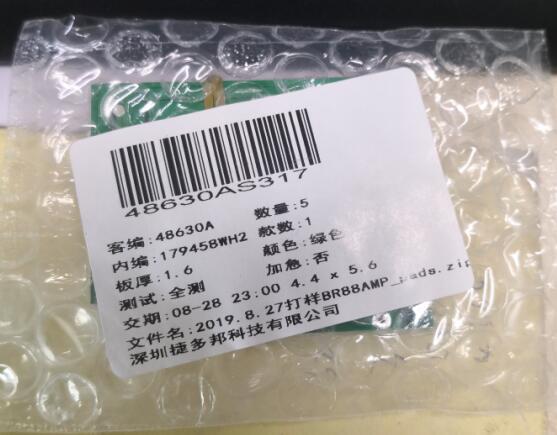 48630AS317
客编:48630A 数量:5
内编:179458WH2 款数:1
板厚:1.6 颜色:绿色
测试:全测 加急:否
交期:08-28 23:00 4.4 x 5.6
文件名:2019.8.27打样BR88AMP_pads.zip
深圳捷多邦科技有限公司